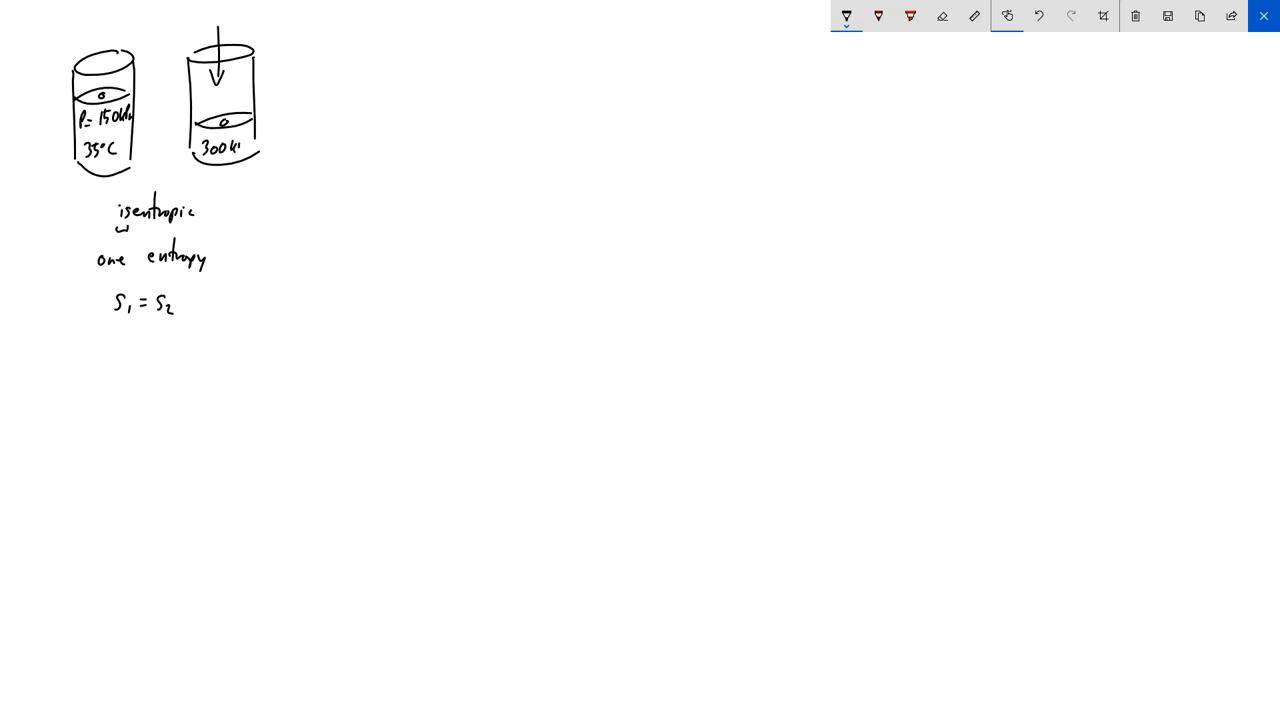 P= 150kPa
35°C
300k
isentropic
one entropy
S₁ = S₂